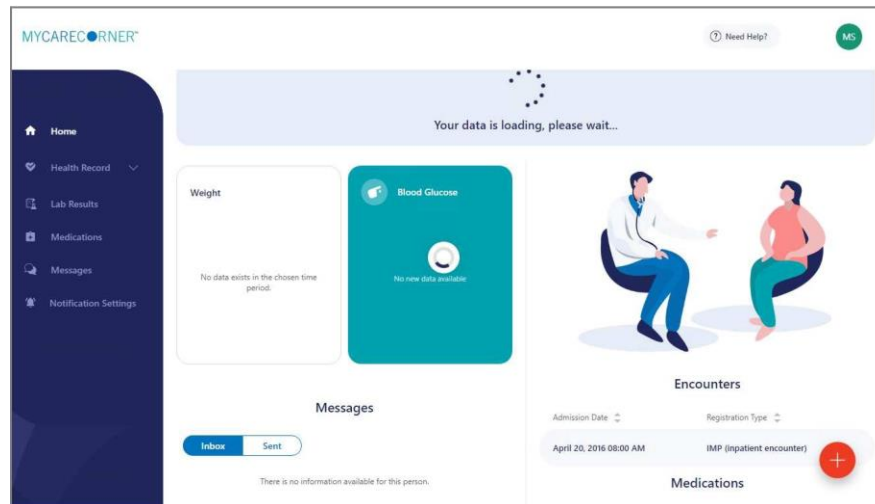 MYCARECORNER™
Need Help?
MS
Home
Health Record
Lab Results
Medications
Messages
Notification Settings
Your data is loading, please wait...
Weight
No data exists in the chosen time
period.
Blood Glucose
No new data available
Messages
Inbox Sent
There is no information available for this person.
Encounters
Admission Date Registration Type
April 20, 2016 08:00 AM IMP (inpatient encounter)
Medications